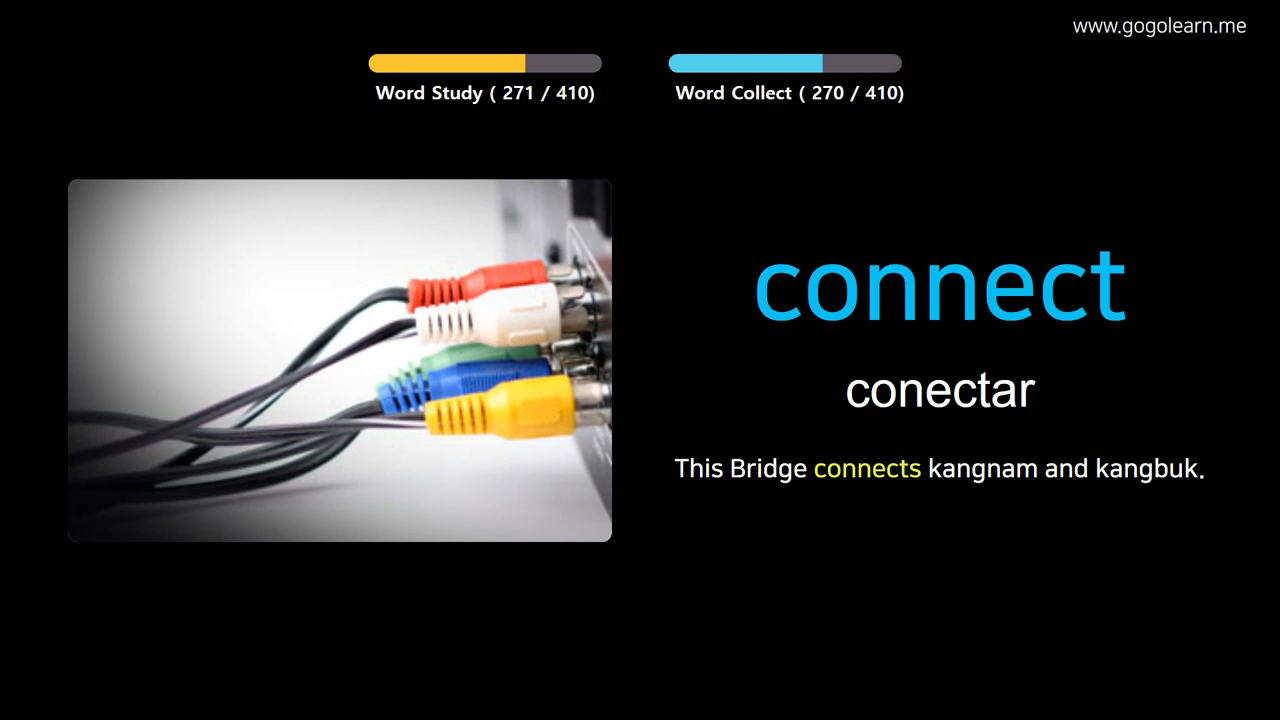 www.gogolearn.me
Word Study ( 271 / 410)
Word Collect ( 270 / 410)
connect
conectar
This Bridge connects kangnam and kangbuk.